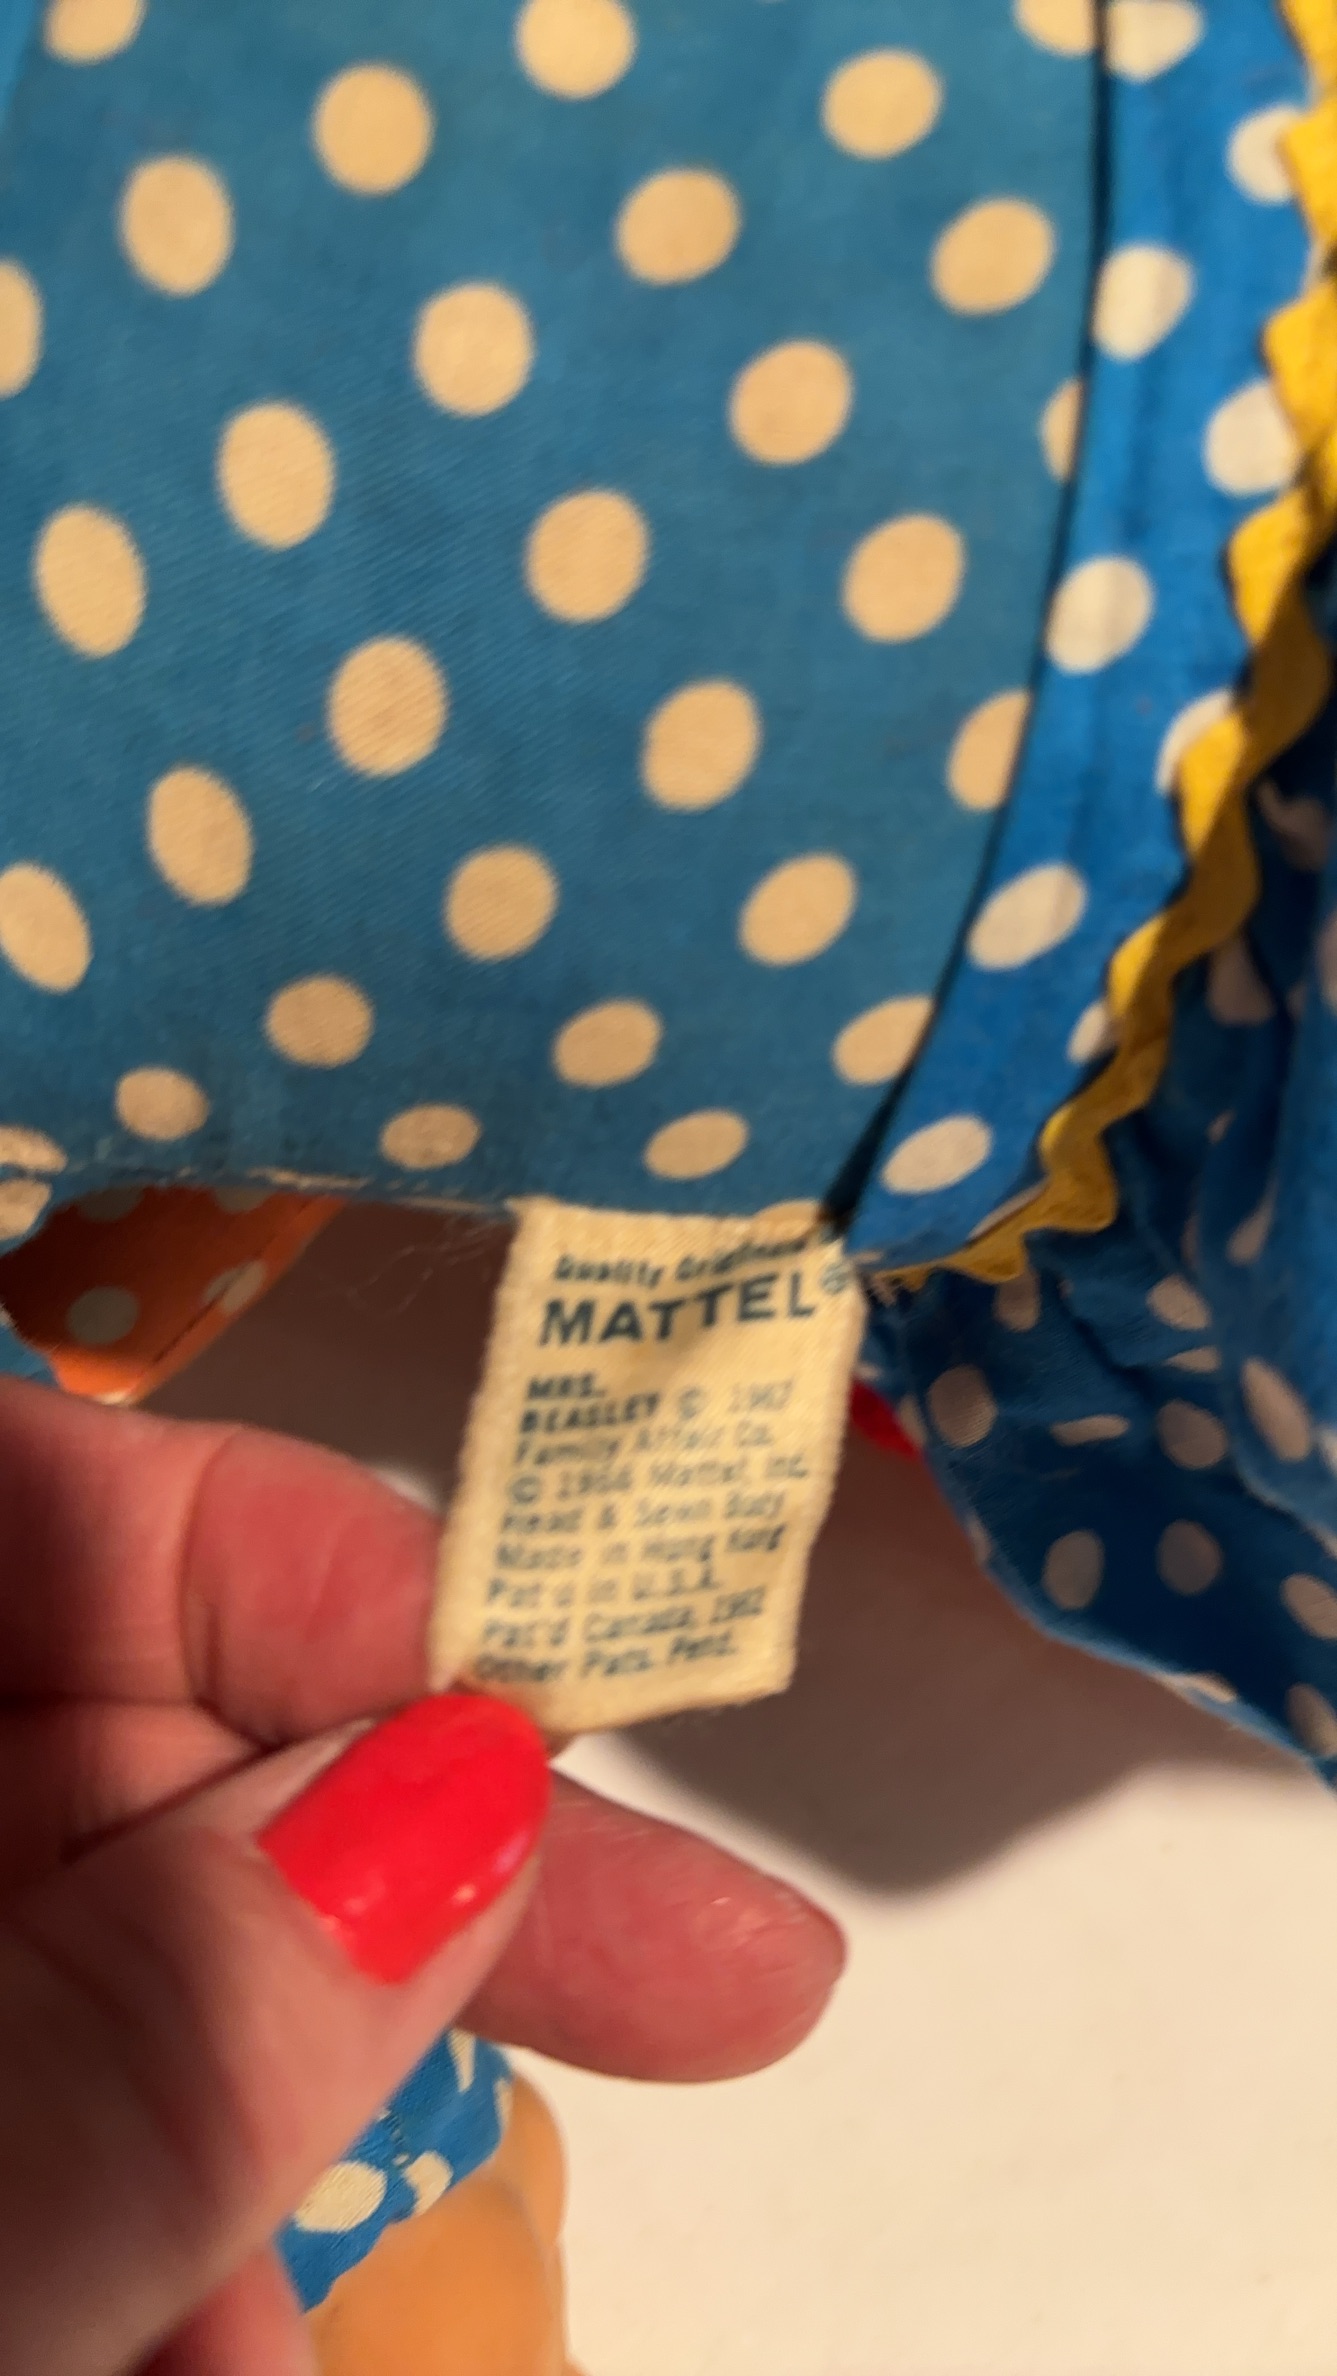 Quality Originals
MATTEL®
MRS.
BEASLEY © 1967
Family Affair Co.
© 1966 Mattel, Inc.
Head & Sewn Body
Made in Hong Kong
Pat'd in U.S.A.
Pat'd Canada, 1962
Other Pats. Pend.